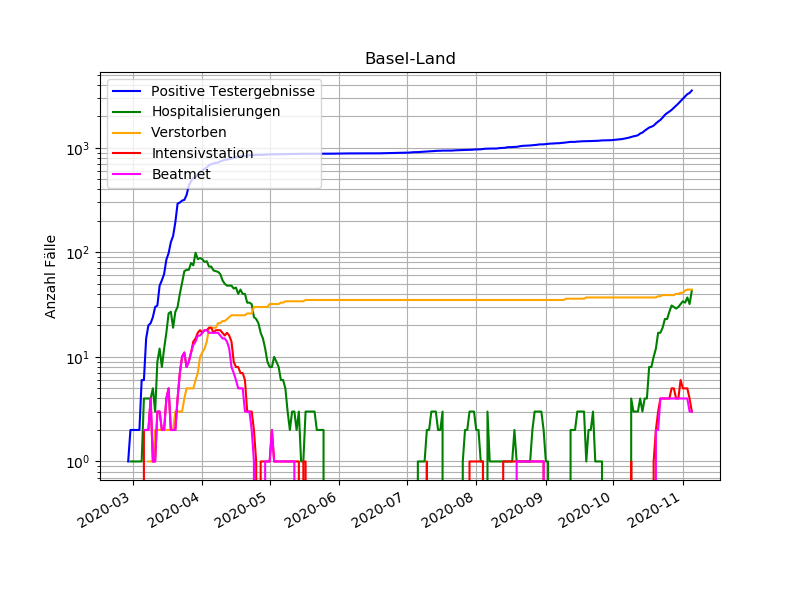 Basel-Land
Positive Testergebnisse
Hospitalisierungen
Verstorben
Intensivstation
Beatmet
Anzahl Fälle
10³
10²
10¹
10⁰
2020-03
2020-04
2020-05
2020-06
2020-07
2020-08
2020-09
2020-10
2020-11